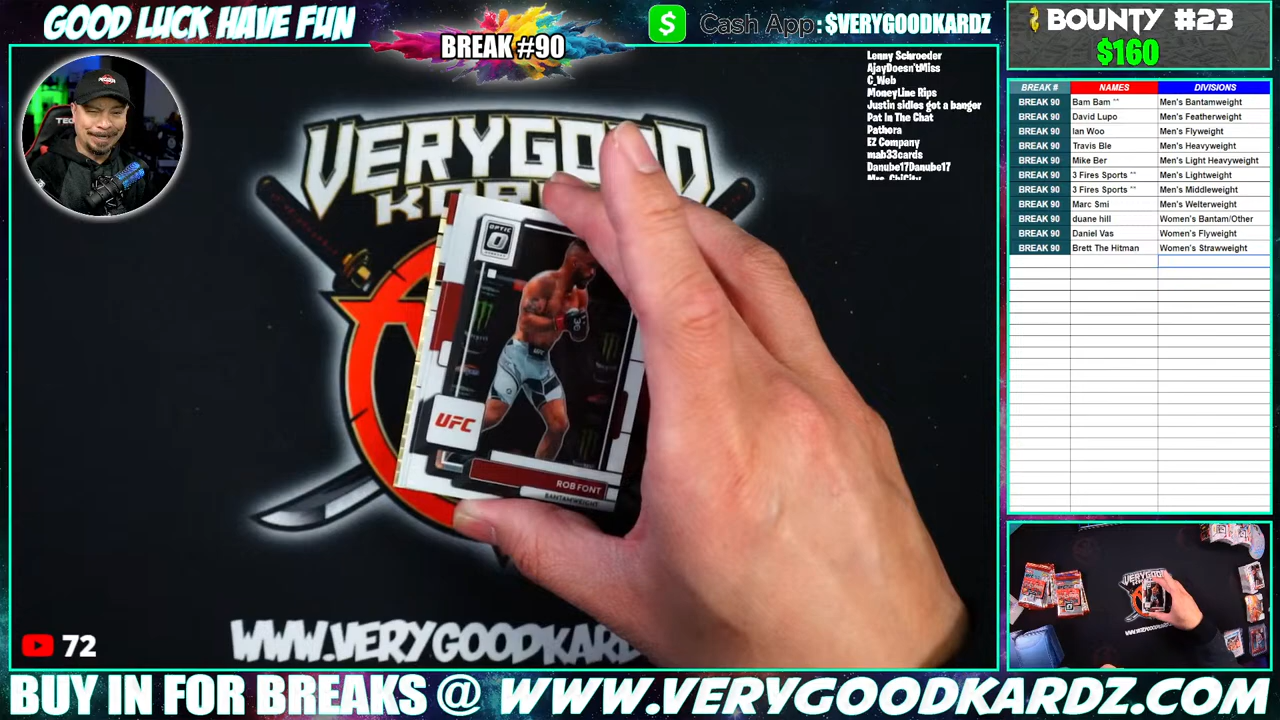 GOOD LUCK HAVE FUN
BREAK #90
Cash App : $VERYGOODKARDZ
BOUNTY #23
$160
Lenny Schroeder
AjayDoesn'tMiss
C_Web
MoneyLine Rips
Justin sidles got a banger
Pat In The Chat
Pathora
EZ Company
mab33cards
Danube17Danube17
Mrs. ChiCity
BREAK # NAMES DIVISIONS
BREAK 90 Bam Bam ** Men's Bantamweight
BREAK 90 David Lupo Men's Featherweight
BREAK 90 Ian Woo Men's Flyweight
BREAK 90 Travis Ble Men's Heavyweight
BREAK 90 Mike Ber Men's Light Heavyweight
BREAK 90 3 Fires Sports ** Men's Lightweight
BREAK 90 3 Fires Sports ** Men's Middleweight
BREAK 90 Marc Smi Men's Welterweight
BREAK 90 duane hill Women's Bantam/Other
BREAK 90 Daniel Vas Women's Flyweight
BREAK 90 Brett The Hitman Women's Strawweight
VERYGOOD
OPTIC
UFC
ROB FONT
BANTAMWEIGHT
72
WWW.VERYGOODKARD
BUY IN FOR BREAKS @ WWW.VERYGOODKARDZ.COM